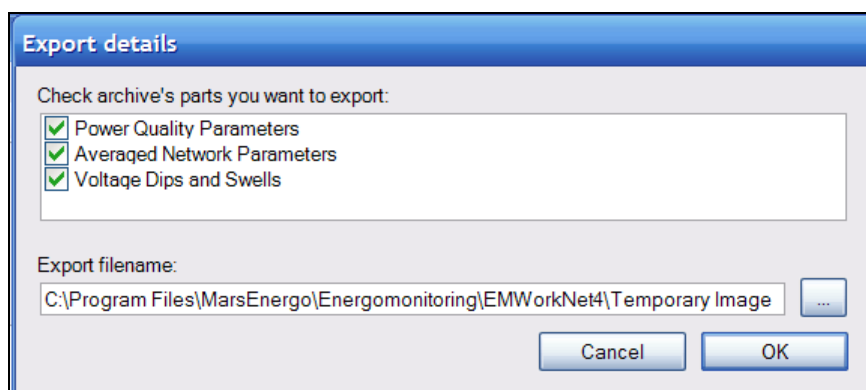 Export details
Check archive's parts you want to export:
Power Quality Parameters
Averaged Network Parameters
Voltage Dips and Swells
Export filename:
C:\Program Files\MarsEnergo\Energomonitoring\EMWorkNet4\Temporary Image
...
Cancel
OK